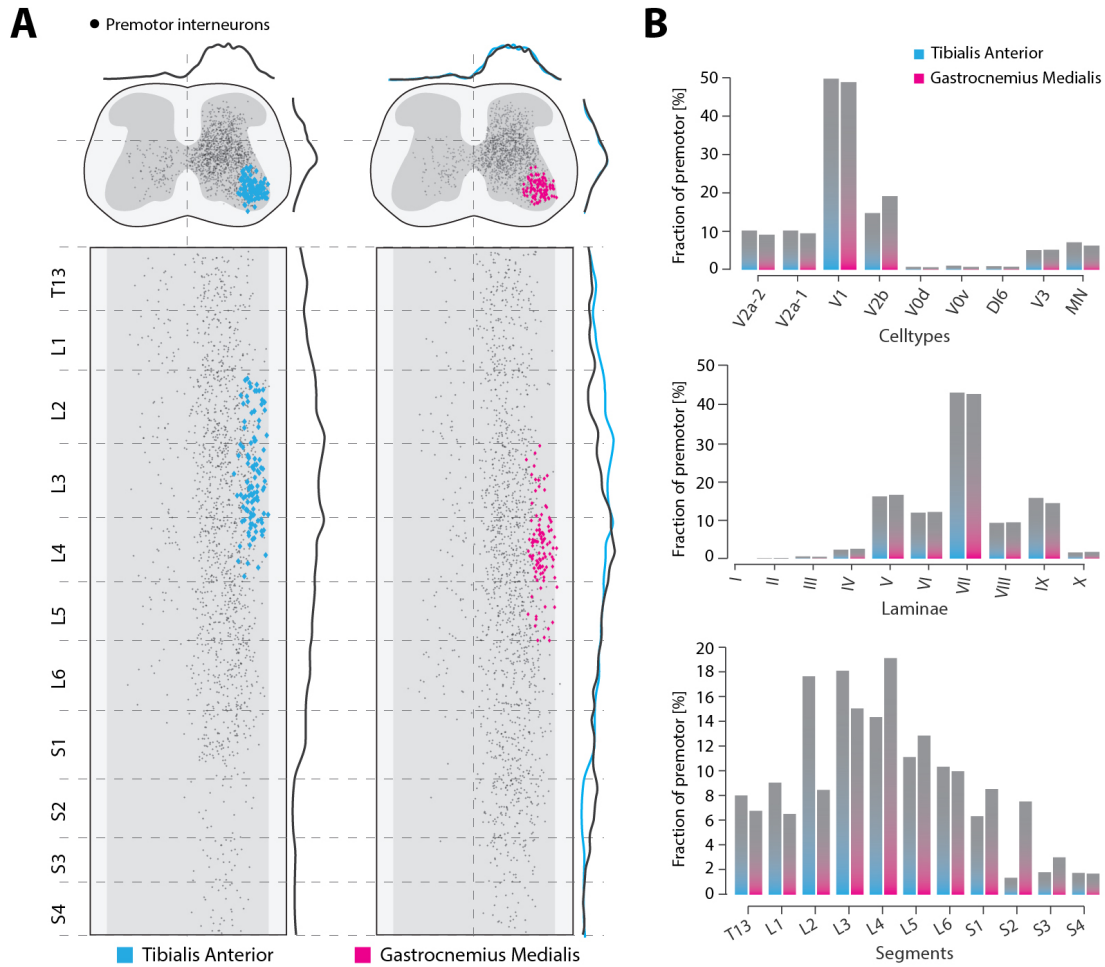 A
Premotor interneurons
T13
L1
L2
L3
L4
L5
L6
S1
S2
S3
S4
Tibialis Anterior
Gastrocnemius Medialis
B
Tibialis Anterior
Gastrocnemius Medialis
Fraction of premotor [%]
50
40
30
20
10
0
V2a-2
V2a-1
V1
V2b
V0d
V0v
DI6
V3
MN
Celltypes
Fraction of premotor [%]
50
40
30
20
10
0
I
II
III
IV
V
VI
VII
VIII
IX
X
Laminae
Fraction of premotor [%]
20
18
16
14
12
10
8
6
4
2
0
T13
L1
L2
L3
L4
L5
L6
S1
S2
S3
S4
Segments